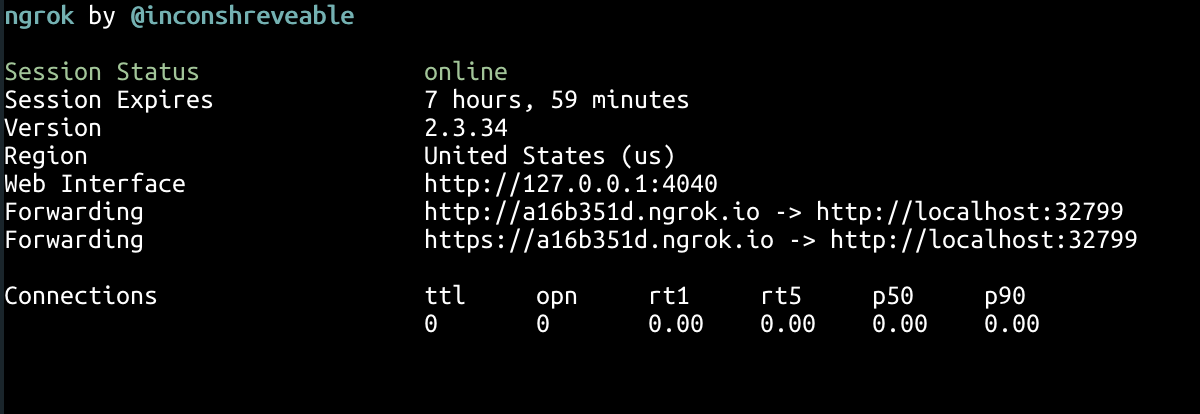 ngrok by @inconshreveable
Session Status online
Session Expires 7 hours, 59 minutes
Version 2.3.34
Region United States (us)
Web Interface http://127.0.0.1:4040
Forwarding http://a16b351d.ngrok.io -> http://localhost:32799
Forwarding https://a16b351d.ngrok.io -> http://localhost:32799
Connections ttl opn rt1 rt5 p50 p90
0 0 0.00 0.00 0.00 0.00